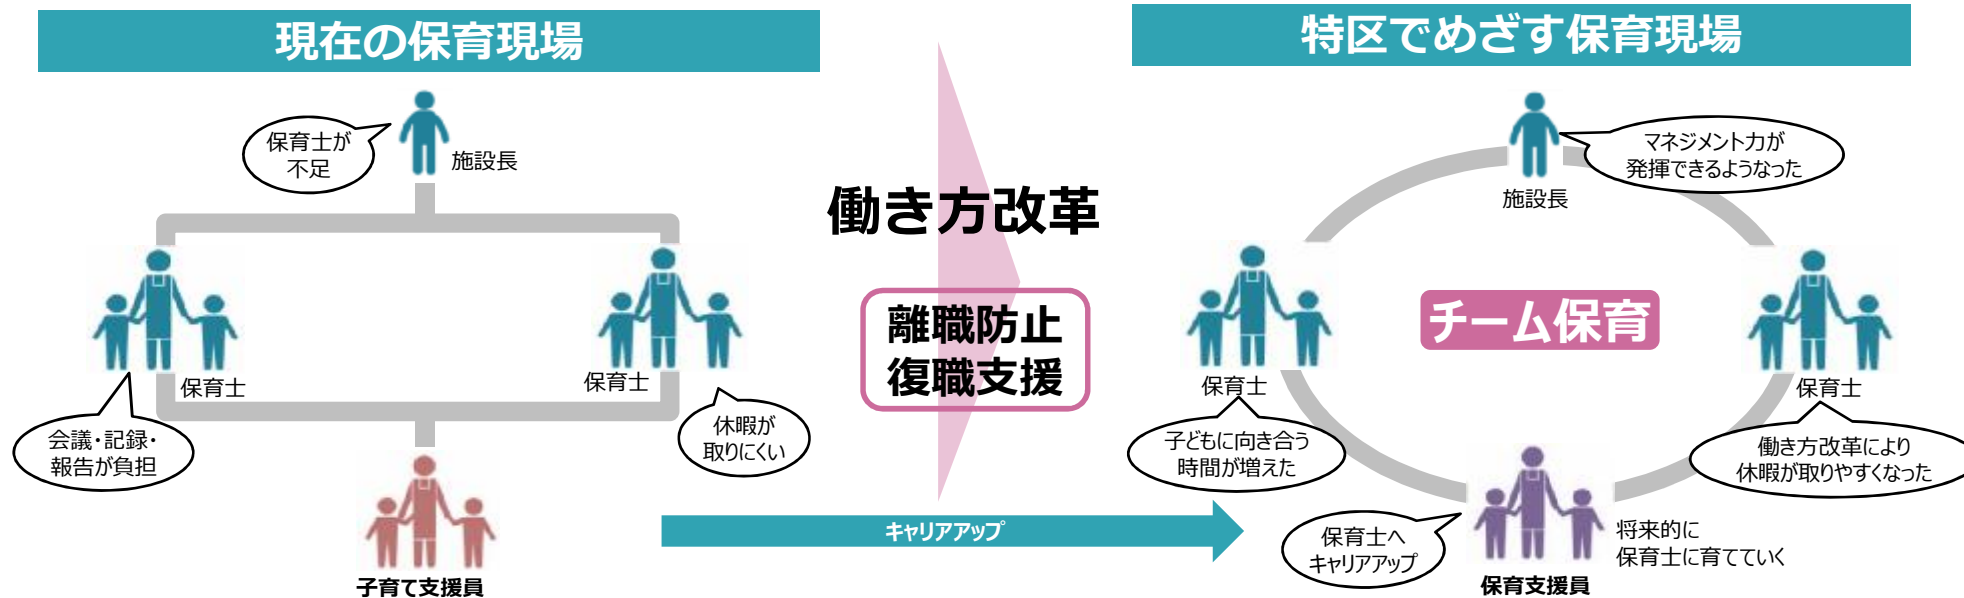 現在の保育現場
保育士が
不足
施設長
保育士
保育士
会議・記録・
報告が負担
休暇が
取りにくい
子育て支援員
働き方改革
離職防止
復職支援
キャリアアップ
特区でめざす保育現場
マネジメント力が
発揮できるようなった
施設長
チーム保育
保育士
保育士
子どもに向き合う
時間が増えた
働き方改革により
休暇が取りやすくなった
保育士へ
キャリアアップ
将来的に
保育士に育てていく
保育支援員